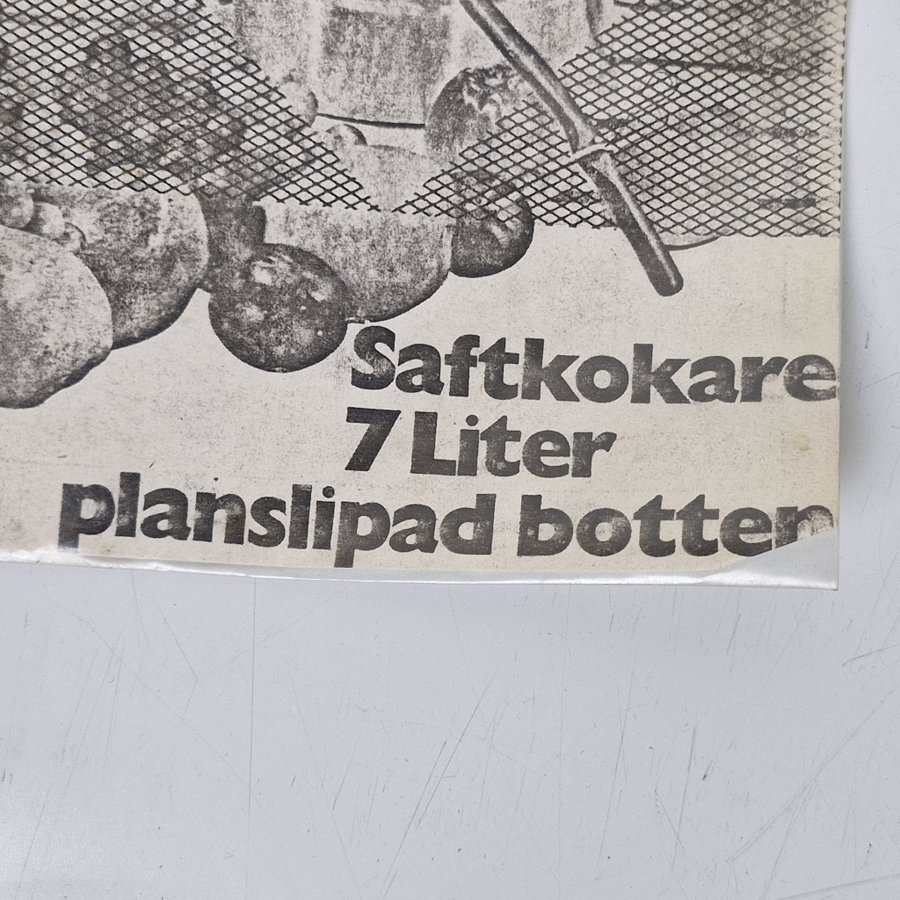 Saftkokare
7 Liter
planslipad botten